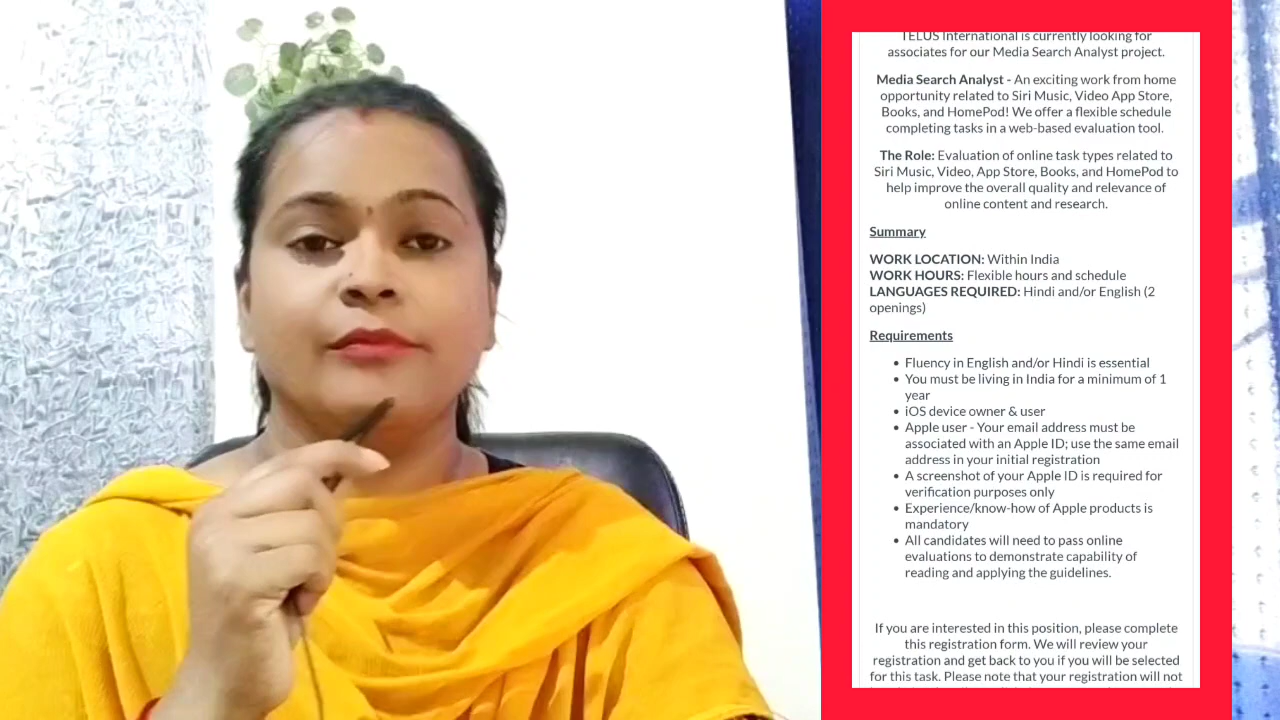 TELUS International is currently looking for
associates for our Media Search Analyst project.
Media Search Analyst - An exciting work from home
opportunity related to Siri Music, Video App Store,
Books, and HomePod! We offer a flexible schedule
completing tasks in a web-based evaluation tool.
The Role: Evaluation of online task types related to
Siri Music, Video, App Store, Books, and HomePod to
help improve the overall quality and relevance of
online content and research.
Summary
WORK LOCATION: Within India
WORK HOURS: Flexible hours and schedule
LANGUAGES REQUIRED: Hindi and/or English (2
openings)
Requirements
• Fluency in English and/or Hindi is essential
• You must be living in India for a minimum of 1
year
• iOS device owner & user
• Apple user - Your email address must be
associated with an Apple ID; use the same email
address in your initial registration
• A screenshot of your Apple ID is required for
verification purposes only
• Experience/know-how of Apple products is
mandatory
• All candidates will need to pass online
evaluations to demonstrate capability of
reading and applying the guidelines.
If you are interested in this position, please complete
this registration form. We will review your
registration and get back to you if you will be selected
for this task. Please note that your registration will not